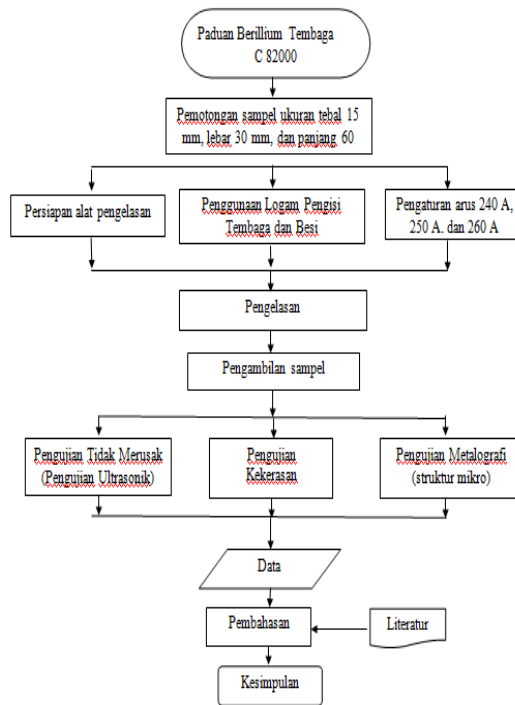 Paduan Berillium Tembaga
C 82000
Pemotongan sampel ukuran tebal 15
mm, lebar 30 mm, dan panjang 60
Persiapan alat pengelasan
Penggunaan Logam Pengisi
Tembaga dan Besi
Pengaturan arus 240 A,
250 A. dan 260 A
Pengelasan
Pengambilan sampel
Pengujian Tidak Merusak
(Pengujian Ultrasonik)
Pengujian
Kekerasan
Pengujian Metalografi
(struktur mikro)
Data
Pembahasan
Literatur
Kesimpulan